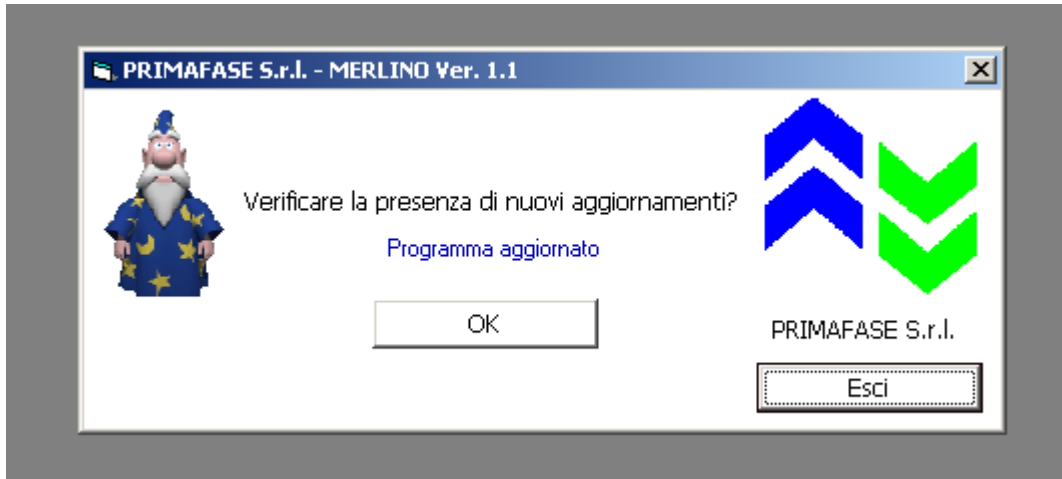 PRIMAFASE S.r.l. - MERLINO Ver. 1.1
Verificare la presenza di nuovi aggiornamenti?
Programma aggiornato
OK
PRIMAFASE S.r.l.
Esci